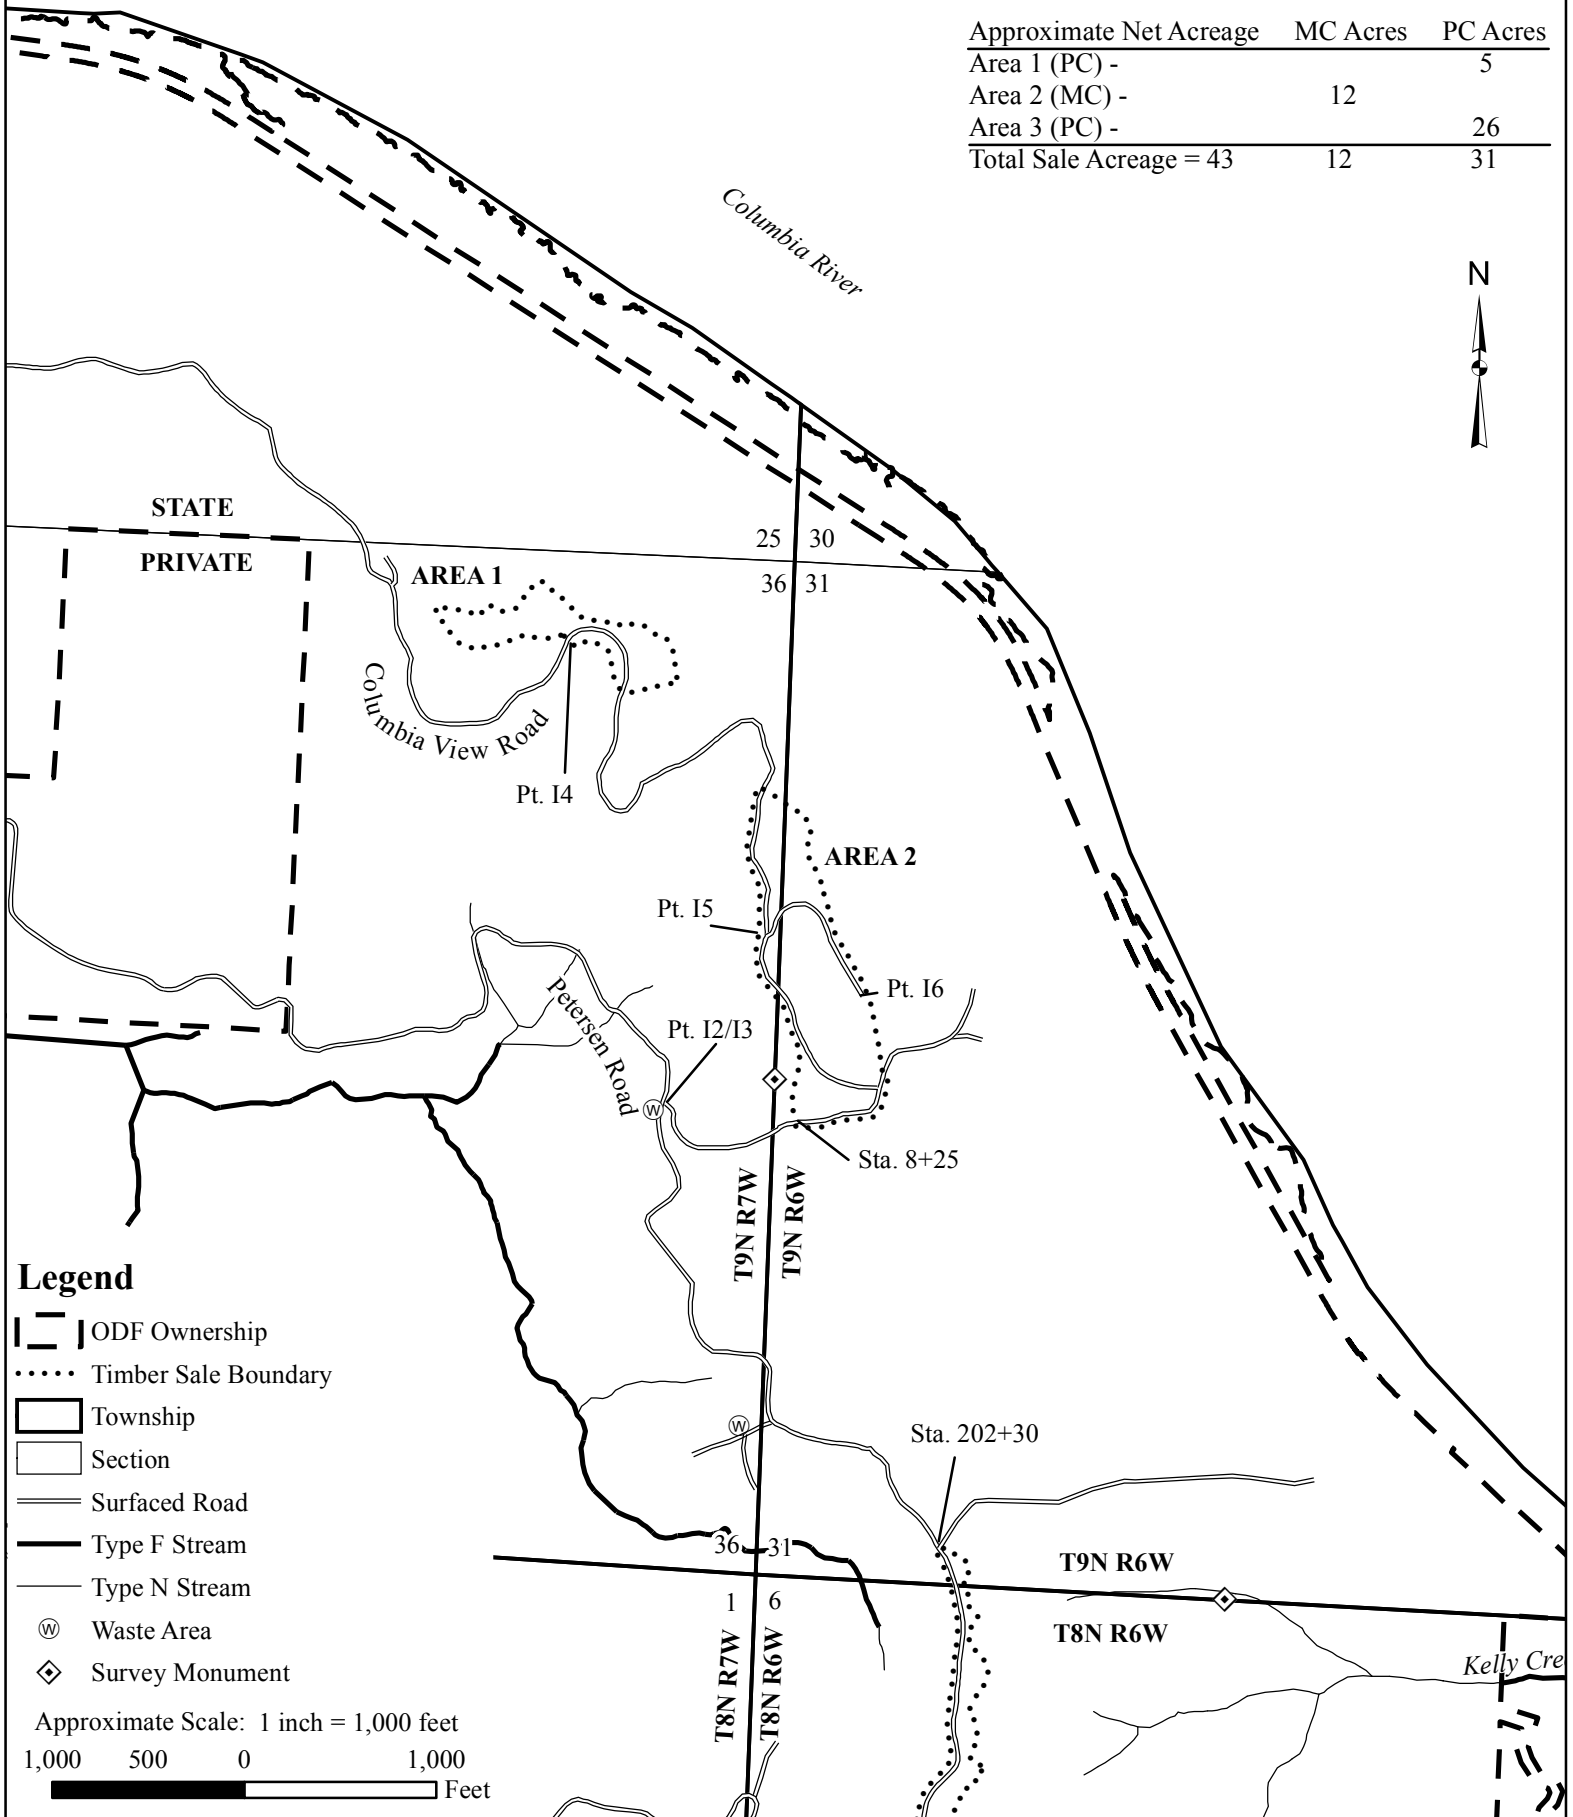 Approximate Net Acreage MC Acres PC Acres
Area 1 (PC) - 5
Area 2 (MC) - 12
Area 3 (PC) - 26
Total Sale Acreage = 43 12 31
Columbia River
N
STATE
PRIVATE
25 30
36 31
AREA 1
Columbia View Road
Pt. I4
AREA 2
Pt. I5
Pt. I6
Petersen Road
Pt. I2/I3
W
Sta. 8+25
T9N R7W
T9N R6W
W
Sta. 202+30
36 31
1 6
T9N R6W
T8N R6W
T8N R7W
T8N R6W
Kelly Cre
Legend
ODF Ownership
Timber Sale Boundary
Township
Section
Surfaced Road
Type F Stream
Type N Stream
W Waste Area
Survey Monument
Approximate Scale: 1 inch = 1,000 feet
1,000 500 0 1,000
Feet